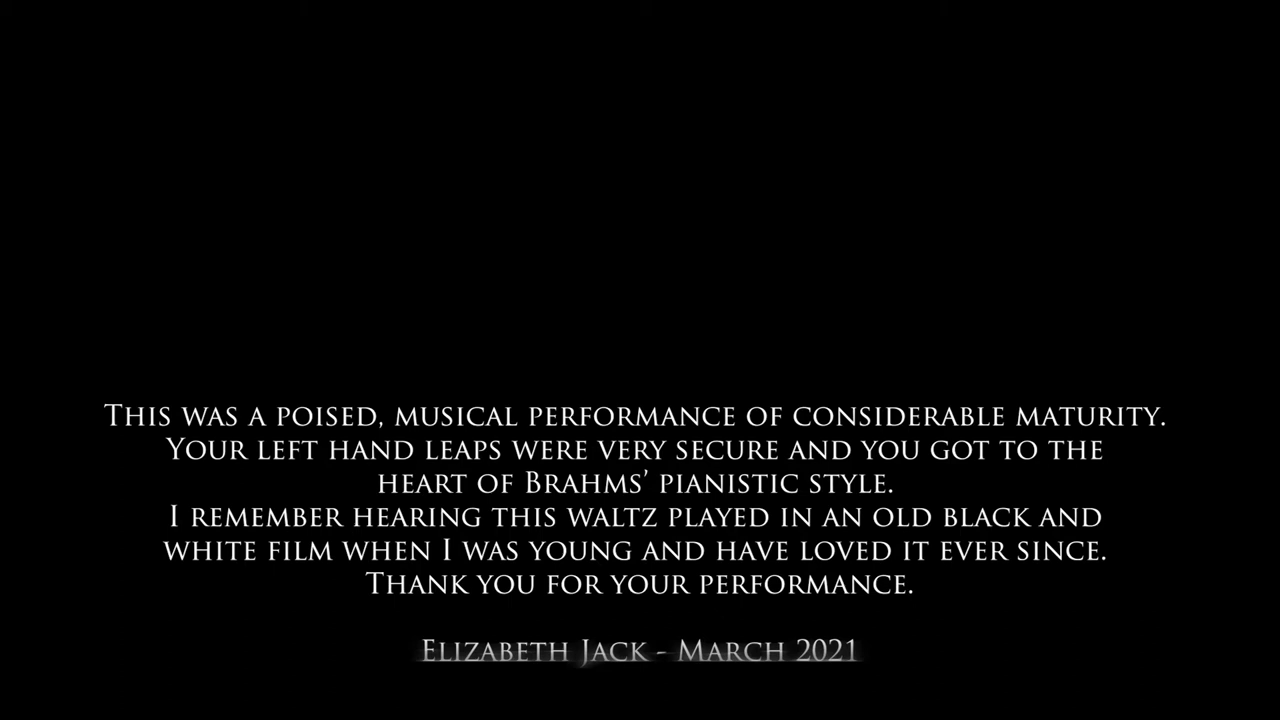 This was a poised, musical performance of considerable maturity.
Your left hand leaps were very secure and you got to the
heart of Brahms’ pianistic style.
I remember hearing this waltz played in an old black and
white film when I was young and have loved it ever since.
Thank you for your performance.
Elizabeth Jack - March 2021